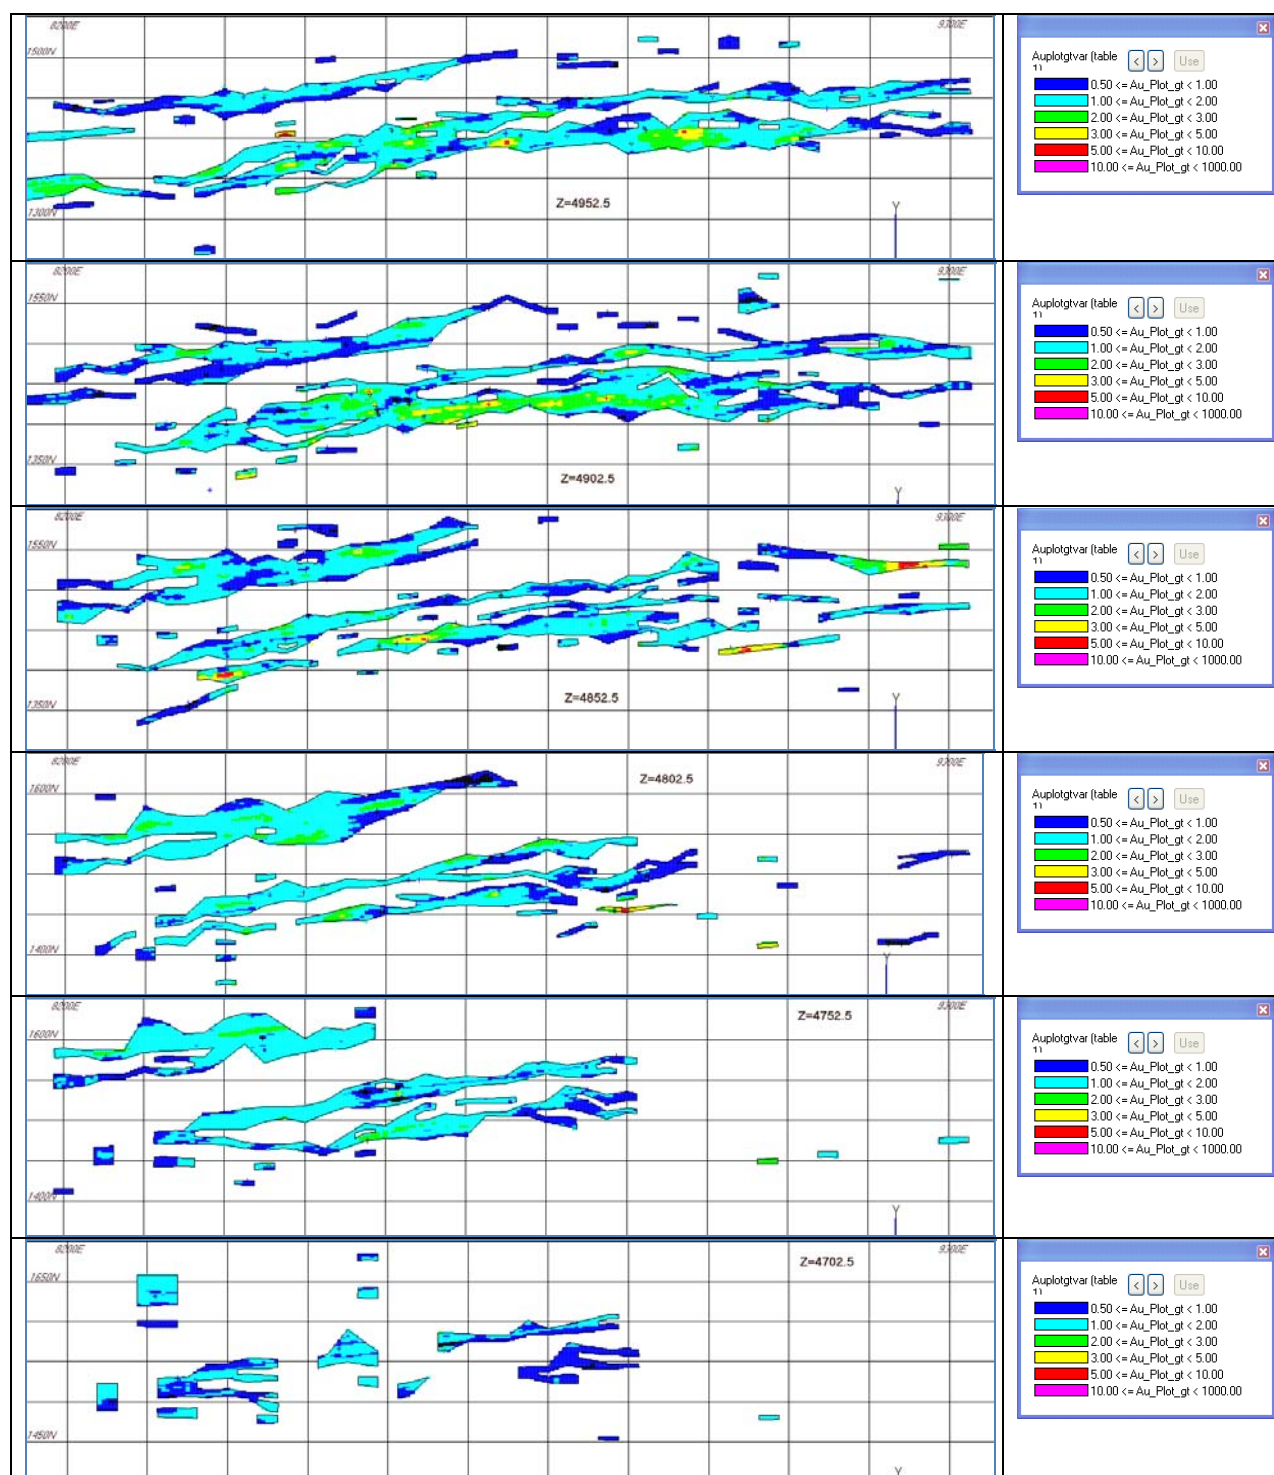 8200E
9300E
1500N
1300N
Z=4952.5
Y
Auplotgtvar (table
1)
< > Use
0.50 <= Au_Plot_gt < 1.00
1.00 <= Au_Plot_gt < 2.00
2.00 <= Au_Plot_gt < 3.00
3.00 <= Au_Plot_gt < 5.00
5.00 <= Au_Plot_gt < 10.00
10.00 <= Au_Plot_gt < 1000.00
8200E
9300E
1550N
1350N
Z=4902.5
Y
Auplotgtvar (table
1)
< > Use
0.50 <= Au_Plot_gt < 1.00
1.00 <= Au_Plot_gt < 2.00
2.00 <= Au_Plot_gt < 3.00
3.00 <= Au_Plot_gt < 5.00
5.00 <= Au_Plot_gt < 10.00
10.00 <= Au_Plot_gt < 1000.00
8200E
9300E
1550N
1350N
Z=4852.5
Y
Auplotgtvar (table
1)
< > Use
0.50 <= Au_Plot_gt < 1.00
1.00 <= Au_Plot_gt < 2.00
2.00 <= Au_Plot_gt < 3.00
3.00 <= Au_Plot_gt < 5.00
5.00 <= Au_Plot_gt < 10.00
10.00 <= Au_Plot_gt < 1000.00
8200E
9300E
Z=4802.5
1600N
1400N
Y
Auplotgtvar (table
1)
< > Use
0.50 <= Au_Plot_gt < 1.00
1.00 <= Au_Plot_gt < 2.00
2.00 <= Au_Plot_gt < 3.00
3.00 <= Au_Plot_gt < 5.00
5.00 <= Au_Plot_gt < 10.00
10.00 <= Au_Plot_gt < 1000.00
8200E
9300E
Z=4752.5
1600N
1400N
Y
Auplotgtvar (table
1)
< > Use
0.50 <= Au_Plot_gt < 1.00
1.00 <= Au_Plot_gt < 2.00
2.00 <= Au_Plot_gt < 3.00
3.00 <= Au_Plot_gt < 5.00
5.00 <= Au_Plot_gt < 10.00
10.00 <= Au_Plot_gt < 1000.00
8200E
9300E
Z=4702.5
1650N
1450N
Y
Auplotgtvar (table
1)
< > Use
0.50 <= Au_Plot_gt < 1.00
1.00 <= Au_Plot_gt < 2.00
2.00 <= Au_Plot_gt < 3.00
3.00 <= Au_Plot_gt < 5.00
5.00 <= Au_Plot_gt < 10.00
10.00 <= Au_Plot_gt < 1000.00